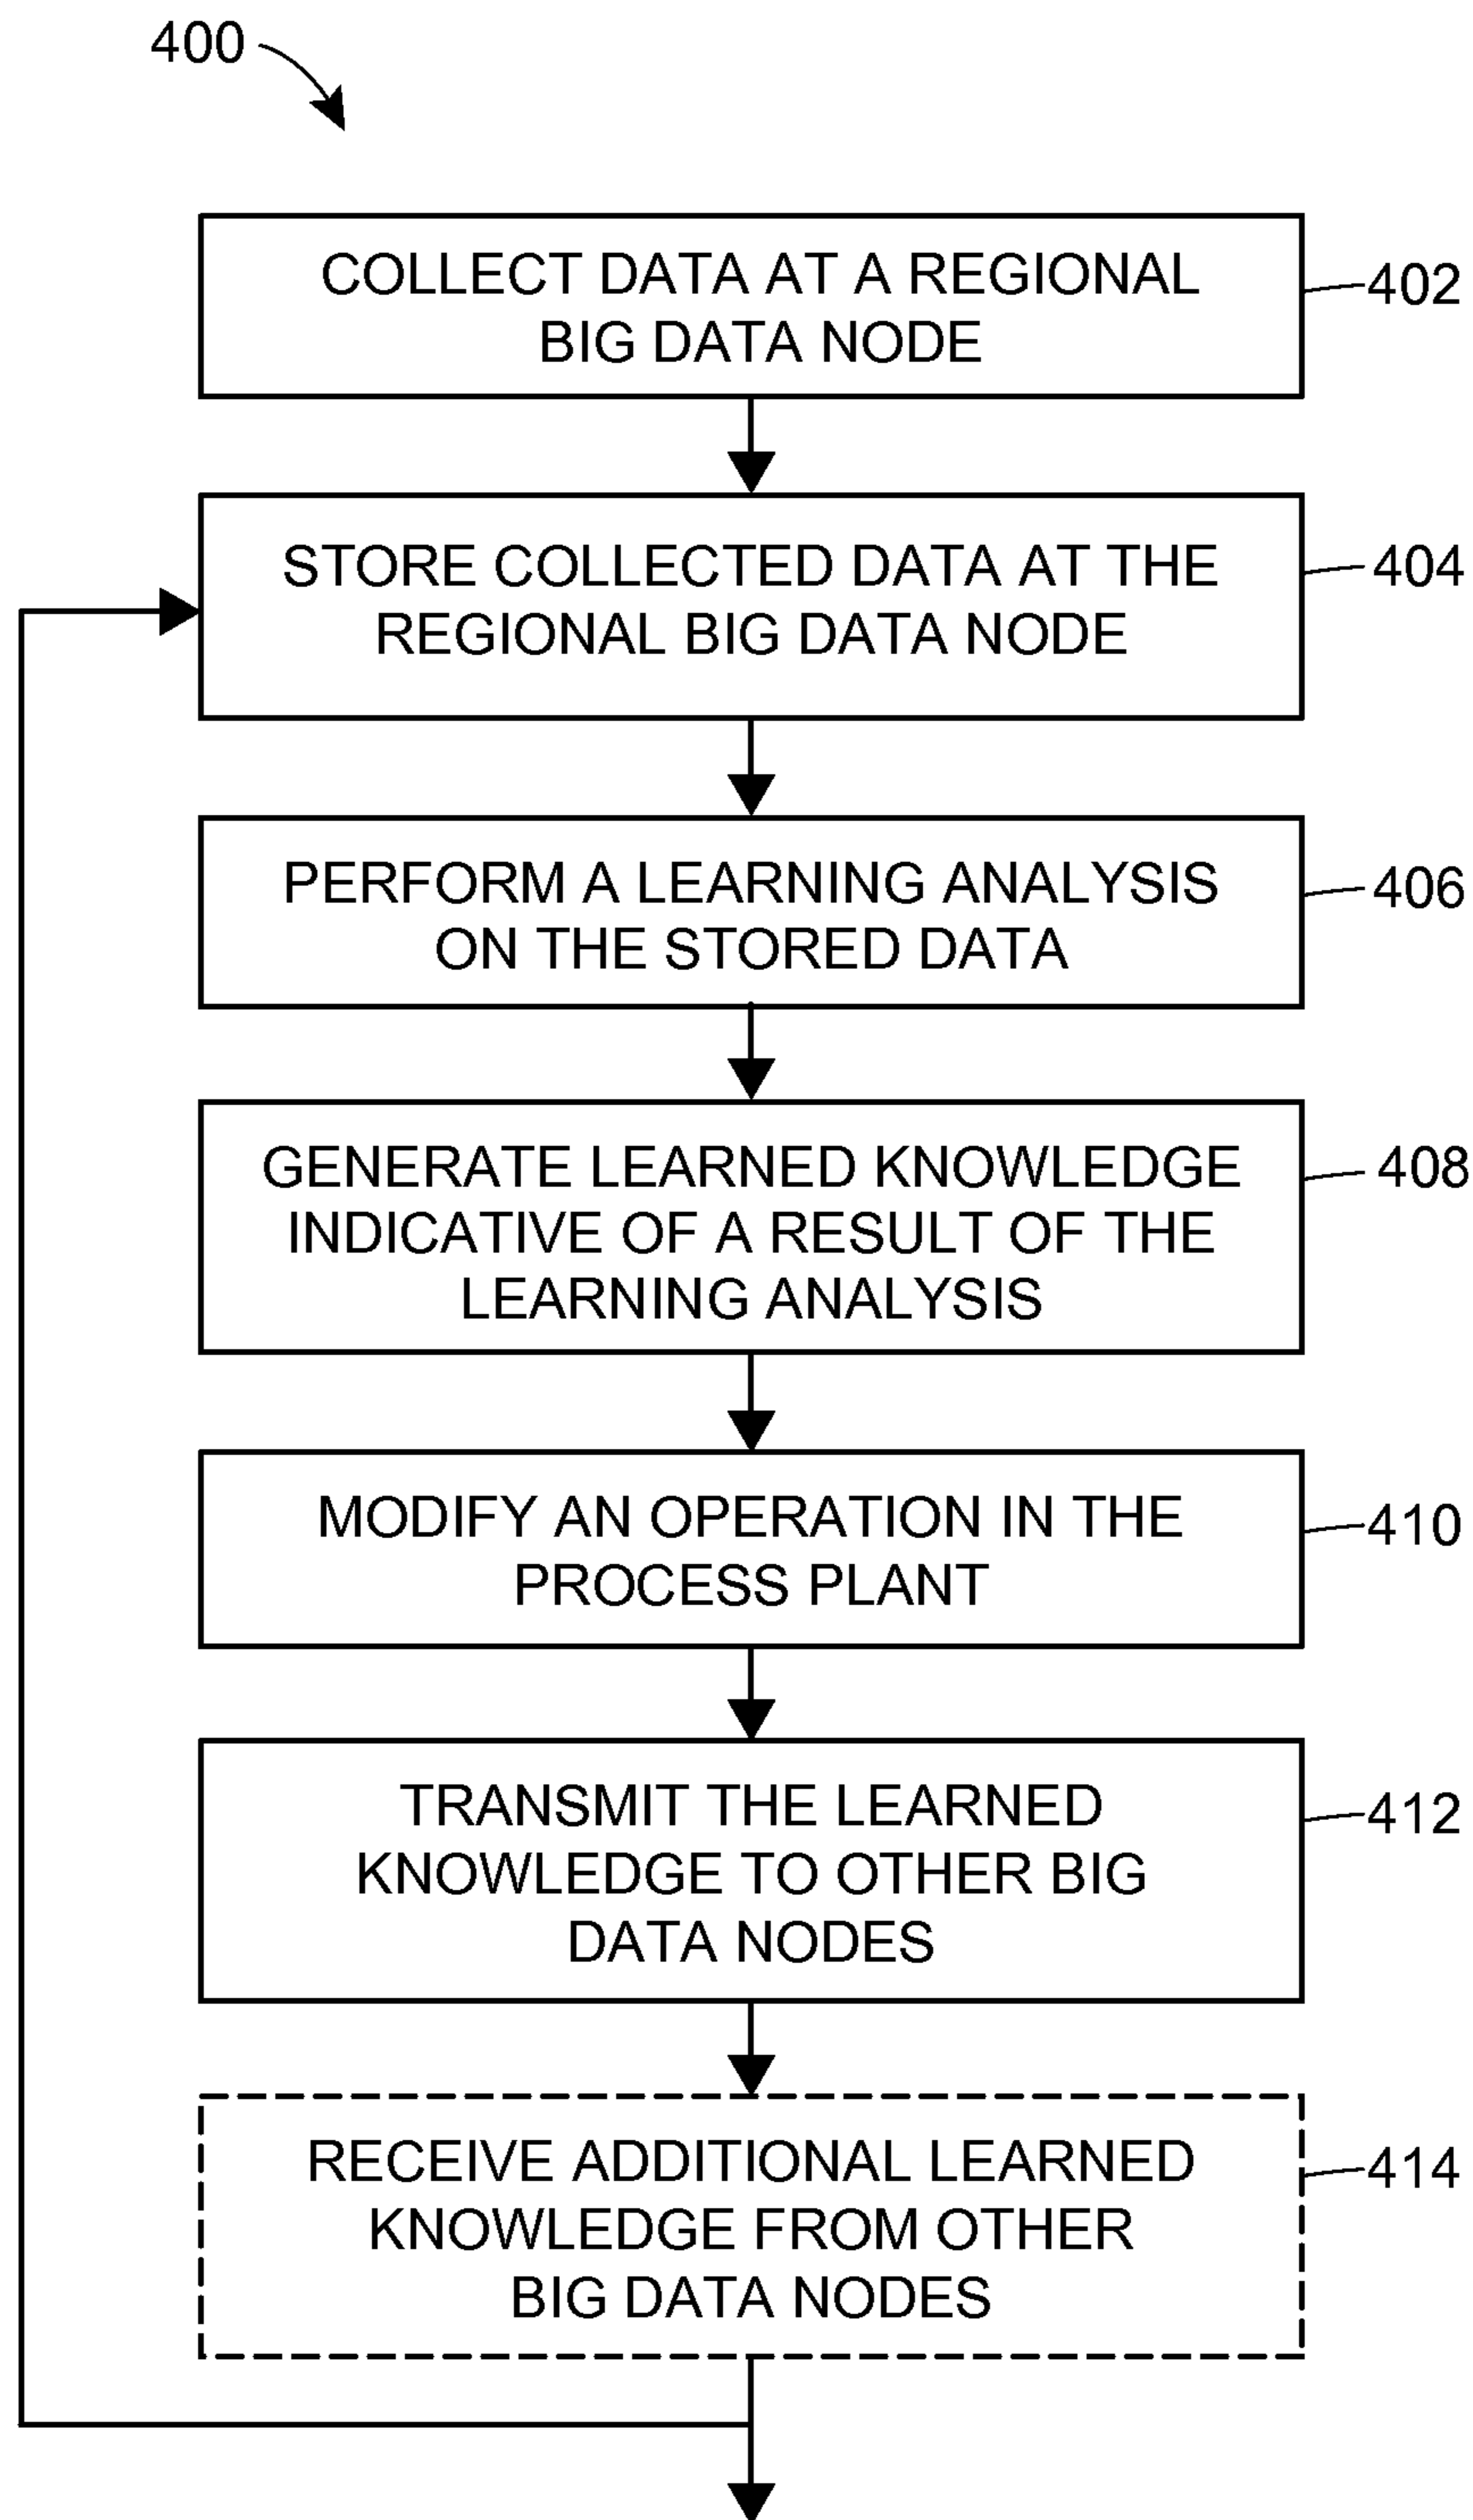 400
COLLECT DATA AT A REGIONAL
BIG DATA NODE
402
STORE COLLECTED DATA AT THE
REGIONAL BIG DATA NODE
404
PERFORM A LEARNING ANALYSIS
ON THE STORED DATA
406
GENERATE LEARNED KNOWLEDGE
INDICATIVE OF A RESULT OF THE
LEARNING ANALYSIS
408
MODIFY AN OPERATION IN THE
PROCESS PLANT
410
TRANSMIT THE LEARNED
KNOWLEDGE TO OTHER BIG
DATA NODES
412
RECEIVE ADDITIONAL LEARNED
KNOWLEDGE FROM OTHER
BIG DATA NODES
414